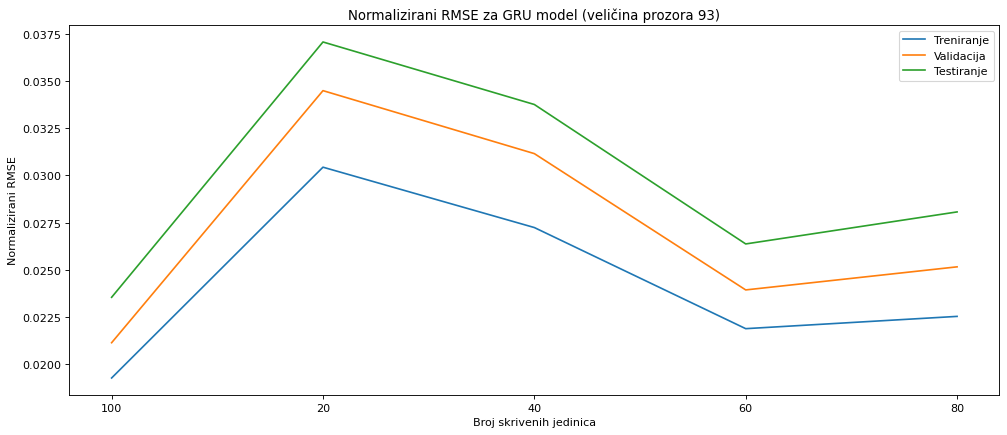 Normalizirani RMSE za GRU model (veličina prozora 93)
Treniranje
Validacija
Testiranje
Normalizirani RMSE
0.0375
0.0350
0.0325
0.0300
0.0275
0.0250
0.0225
0.0200
100 20 40 60 80
Broj skrivenih jedinica